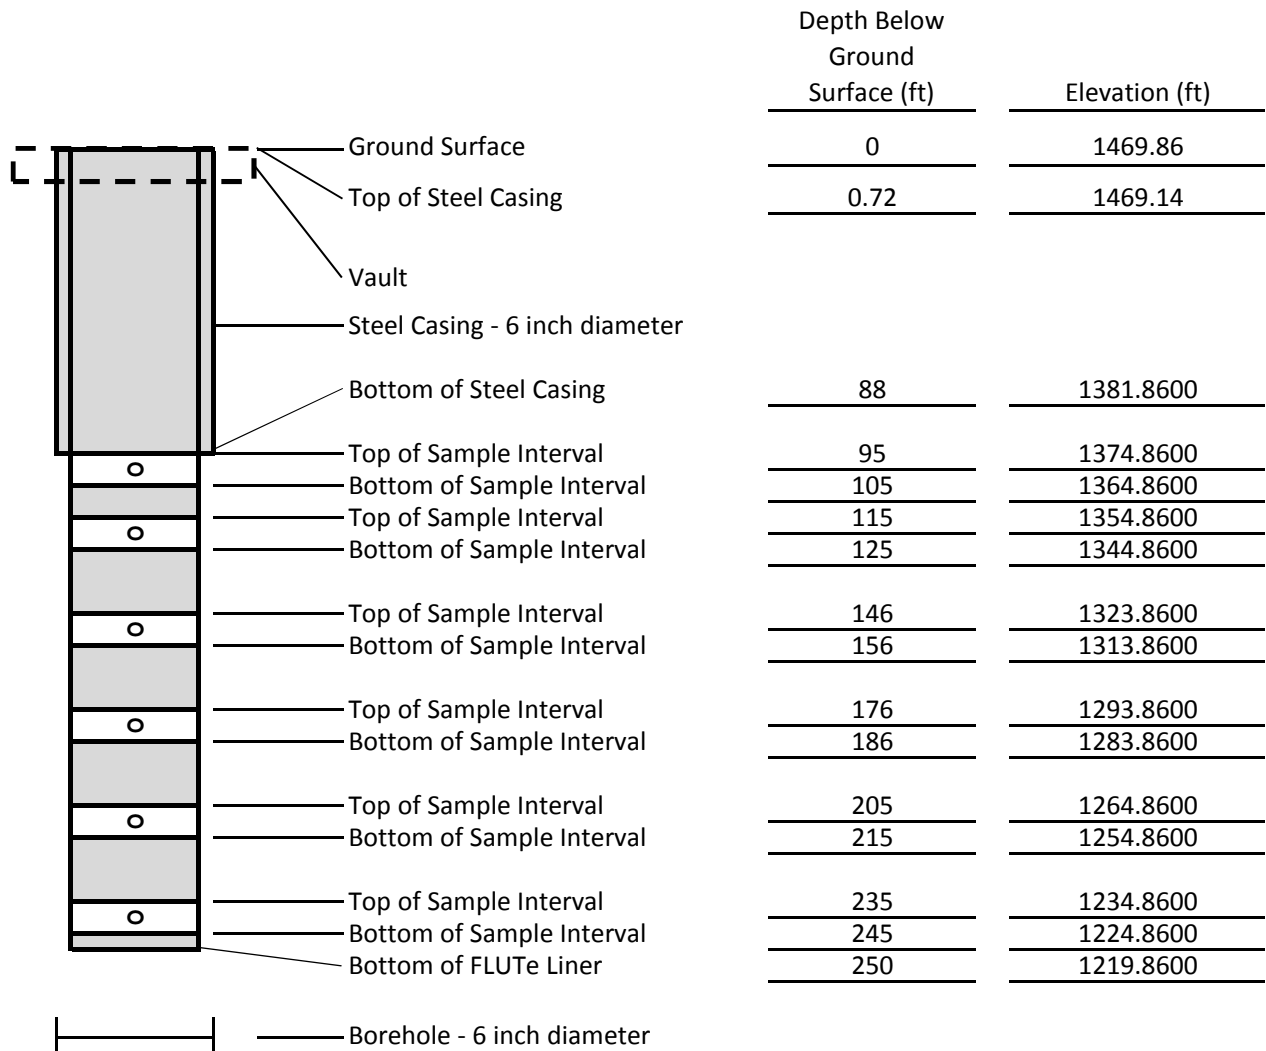 Depth Below
Ground
Surface (ft) Elevation (ft)
Ground Surface 0 1469.86
Top of Steel Casing 0.72 1469.14
Vault
Steel Casing - 6 inch diameter
Bottom of Steel Casing 88 1381.8600
Top of Sample Interval 95 1374.8600
Bottom of Sample Interval 105 1364.8600
Top of Sample Interval 115 1354.8600
Bottom of Sample Interval 125 1344.8600
Top of Sample Interval 146 1323.8600
Bottom of Sample Interval 156 1313.8600
Top of Sample Interval 176 1293.8600
Bottom of Sample Interval 186 1283.8600
Top of Sample Interval 205 1264.8600
Bottom of Sample Interval 215 1254.8600
Top of Sample Interval 235 1234.8600
Bottom of Sample Interval 245 1224.8600
Bottom of FLUTe Liner 250 1219.8600
Borehole - 6 inch diameter